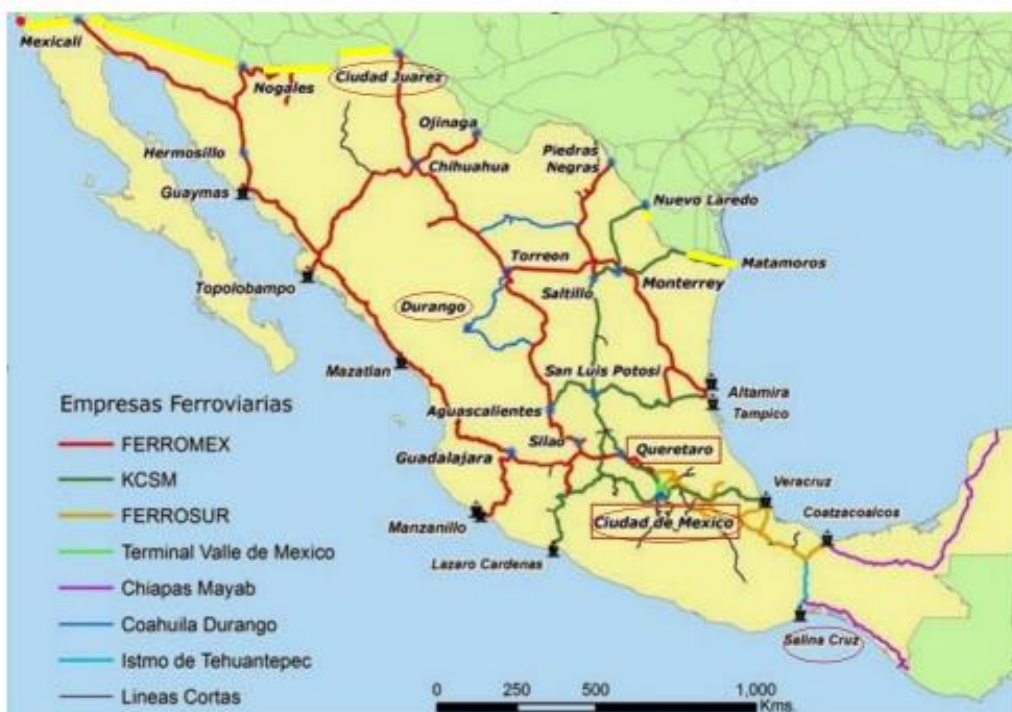 Mexicali
Nogales
Ciudad Juarez
Ojinaga
Hermosillo
Chihuahua
Piedras
Negras
Guaymas
Nuevo Laredo
Torreon
Matamoros
Topolobampo
Saltillo
Monterrey
Durango
Mazatlan
San Luis Potosi
Altamira
Tampico
Empresas Ferroviarias
Aguascalientes
FERROMEX
Silao
Queretaro
Guadalajara
KCSM
Veracruz
FERROSUR
Manzanillo
Ciudad de Mexico
Coatzacoalcos
Terminal Valle de Mexico
Lazaro Cardenas
Chiapas Mayab
Coahuila Durango
Salina Cruz
Istmo de Tehuantepec
Lineas Cortas
0 250 500 1,000
Kms.